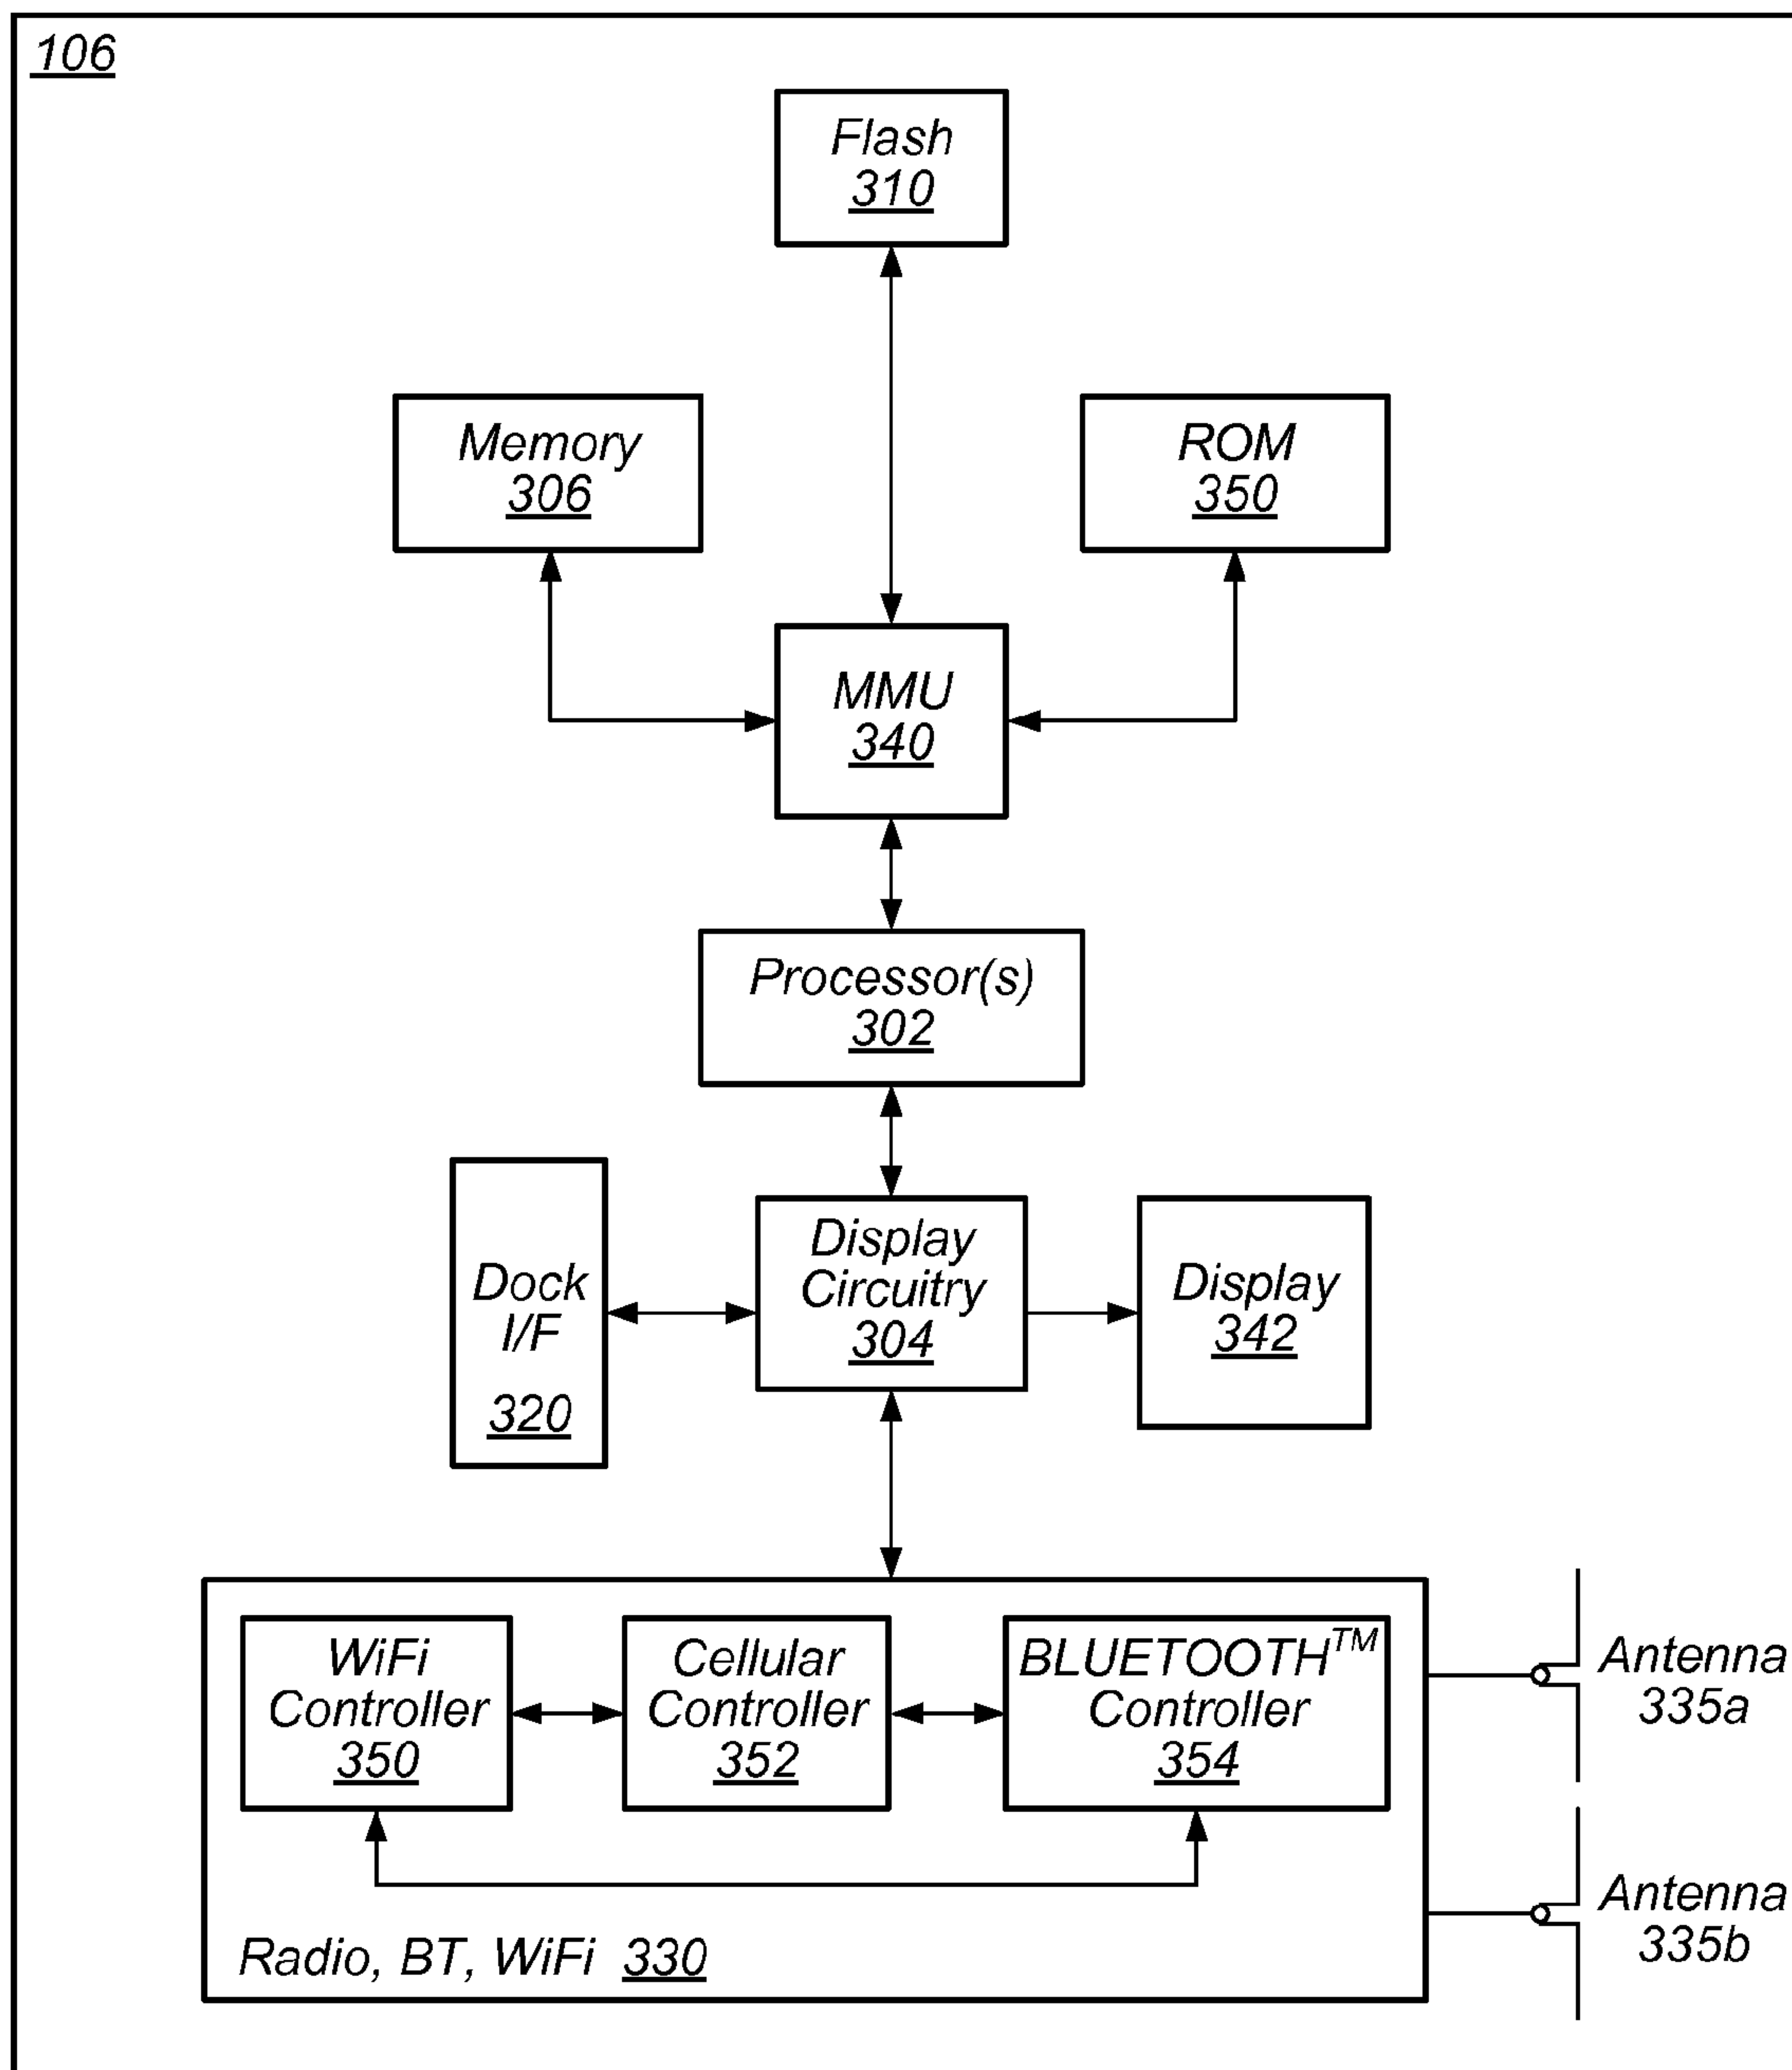 106
Flash
310
Memory
306
ROM
350
MMU
340
Processor(s)
302
Dock
I/F
320
Display
Circuitry
304
Display
342
WiFi
Controller
350
Cellular
Controller
352
BLUETOOTH™
Controller
354
Radio, BT, WiFi 330
Antenna
335a
Antenna
335b